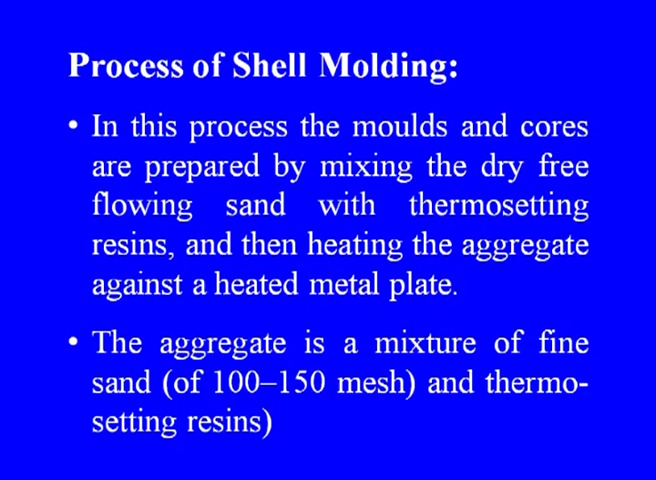 Process of Shell Molding:
• In this process the moulds and cores
are prepared by mixing the dry free
flowing sand with thermosetting
resins, and then heating the aggregate
against a heated metal plate.
• The aggregate is a mixture of fine
sand (of 100–150 mesh) and thermo-
setting resins)